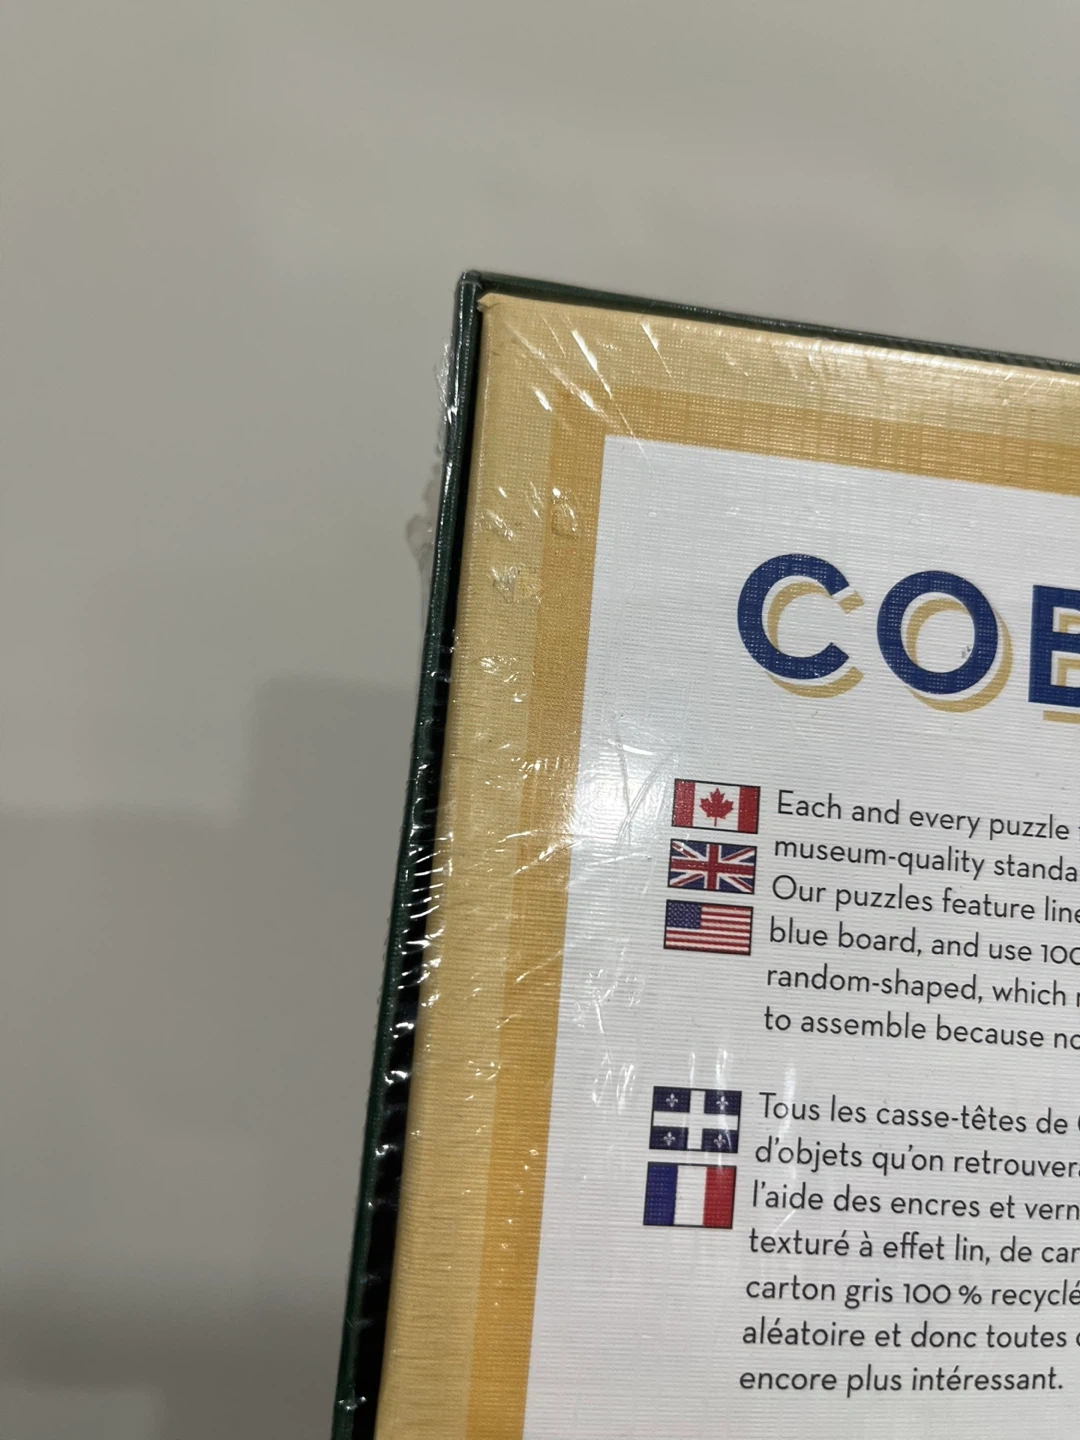 COB
Each and every puzzle
museum-quality standa
Our puzzles feature line
blue board, and use 100
random-shaped, which
to assemble because no
Tous les casse-têtes de
d'objets qu'on retrouver
l'aide des encres et vern
texturé à effet lin, de car
carton gris 100 % recyclé
aléatoire et donc toutes
encore plus intéressant.